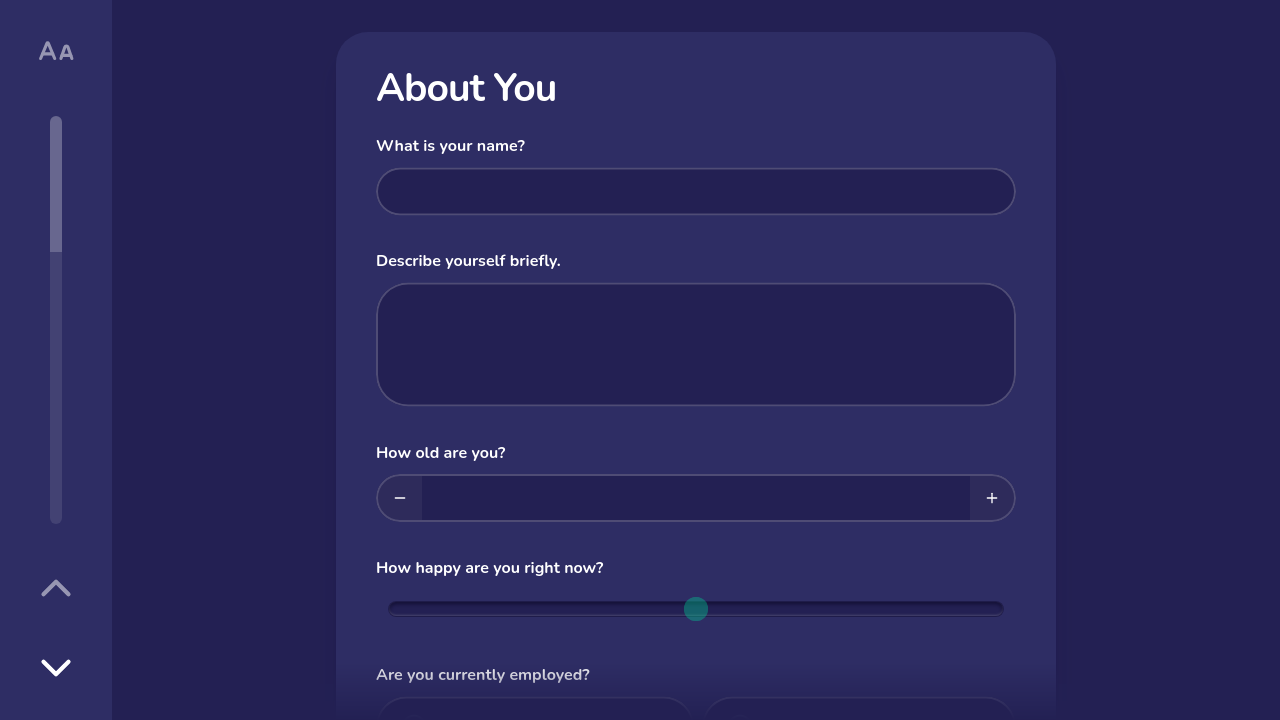 AA
About You
What is your name?
Describe yourself briefly.
How old are you?
− +
How happy are you right now?
Are you currently employed?